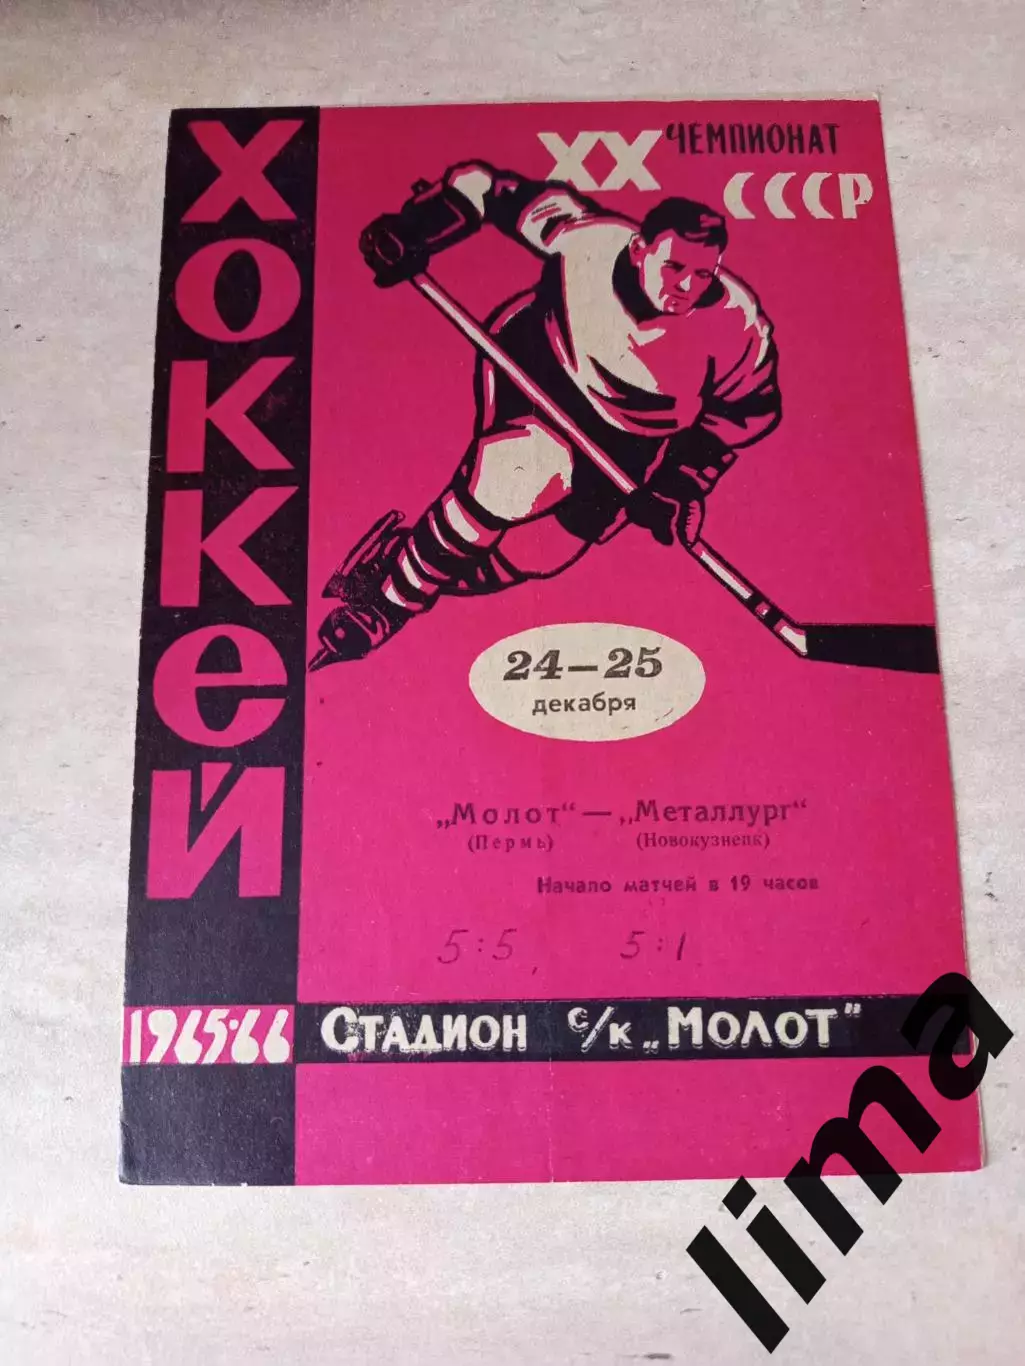 ХОККЕЙ
XX ЧЕМПИОНАТ
СССР
24—25
декабря
„Молот“ — „Металлург“
(Пермь) (Новокузнецк)
Начало матчей в 19 часов
5:5, 5:1
1965·66 СТАДИОН с/к „МОЛОТ“
lima